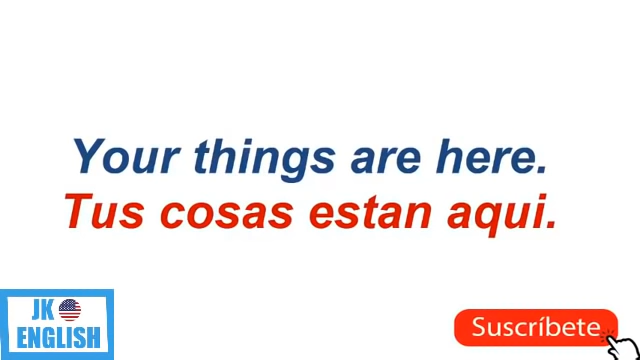 Your things are here.
Tus cosas estan aqui.
JK
ENGLISH
Suscríbete